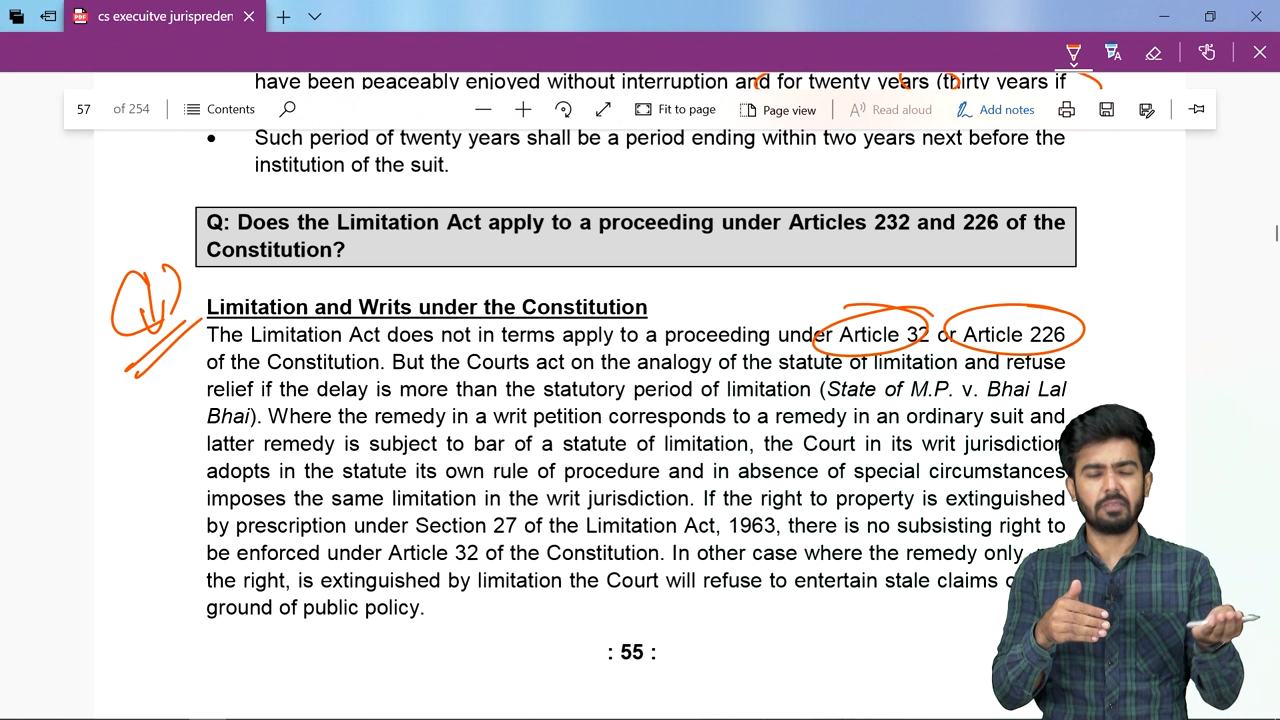 cs execuitve jurispreden
have been peaceably enjoyed without interruption and for twenty years (thirty years if
57 of 254 Contents Fit to page Page view Read aloud Add notes
• Such period of twenty years shall be a period ending within two years next before the
institution of the suit.
Q: Does the Limitation Act apply to a proceeding under Articles 232 and 226 of the
Constitution?
Limitation and Writs under the Constitution
The Limitation Act does not in terms apply to a proceeding under Article 32 or Article 226
of the Constitution. But the Courts act on the analogy of the statute of limitation and refuse
relief if the delay is more than the statutory period of limitation (State of M.P. v. Bhai Lal
Bhai). Where the remedy in a writ petition corresponds to a remedy in an ordinary suit and
latter remedy is subject to bar of a statute of limitation, the Court in its writ jurisdiction
adopts in the statute its own rule of procedure and in absence of special circumstances
imposes the same limitation in the writ jurisdiction. If the right to property is extinguished
by prescription under Section 27 of the Limitation Act, 1963, there is no subsisting right to
be enforced under Article 32 of the Constitution. In other case where the remedy only
the right, is extinguished by limitation the Court will refuse to entertain stale claims
ground of public policy.
: 55 :